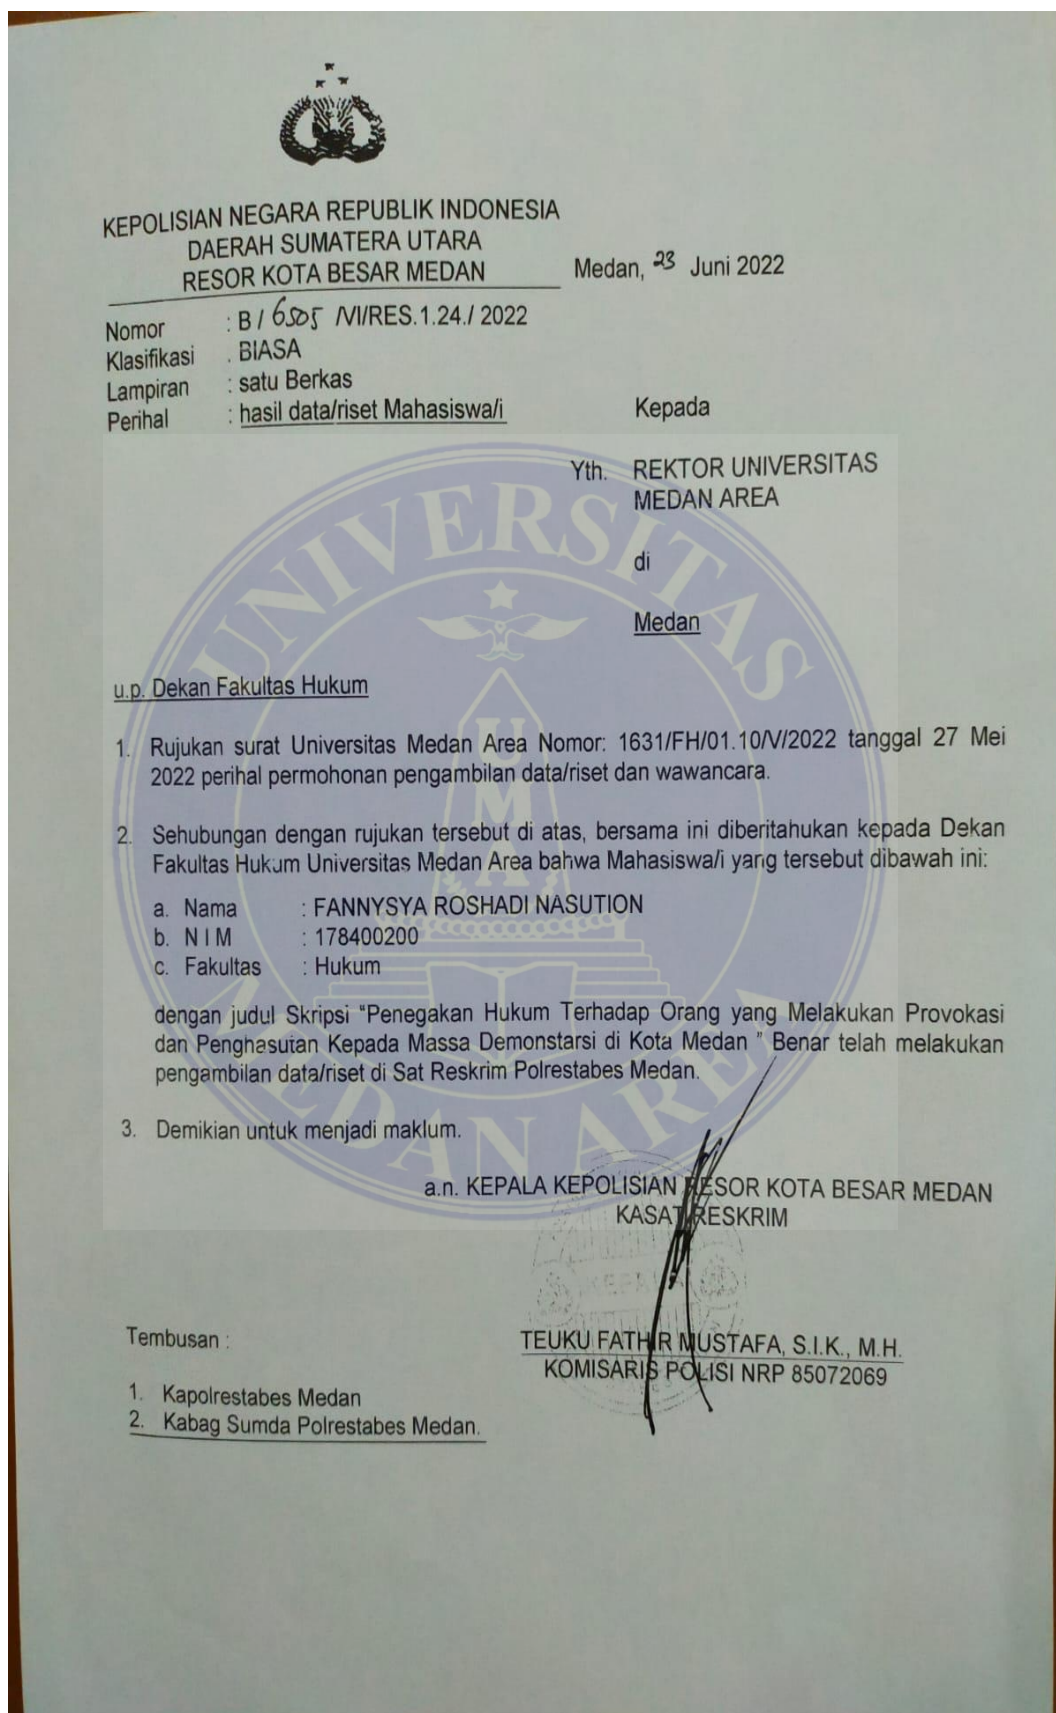 KEPOLISIAN NEGARA REPUBLIK INDONESIA
DAERAH SUMATERA UTARA
RESOR KOTA BESAR MEDAN
Medan, 23 Juni 2022
Nomor : B / 6505 /VI/RES.1.24./ 2022
Klasifikasi : BIASA
Lampiran : satu Berkas
Perihal : hasil data/riset Mahasiswa/i
Kepada
Yth. REKTOR UNIVERSITAS
MEDAN AREA
di
Medan
u.p. Dekan Fakultas Hukum
1. Rujukan surat Universitas Medan Area Nomor: 1631/FH/01.10/V/2022 tanggal 27 Mei
2022 perihal permohonan pengambilan data/riset dan wawancara.
2. Sehubungan dengan rujukan tersebut di atas, bersama ini diberitahukan kepada Dekan
Fakultas Hukum Universitas Medan Area bahwa Mahasiswa/i yang tersebut dibawah ini:
a. Nama : FANNYSYA ROSHADI NASUTION
b. N I M : 178400200
c. Fakultas : Hukum
dengan judul Skripsi “Penegakan Hukum Terhadap Orang yang Melakukan Provokasi
dan Penghasutan Kepada Massa Demonstarsi di Kota Medan ” Benar telah melakukan
pengambilan data/riset di Sat Reskrim Polrestabes Medan.
3. Demikian untuk menjadi maklum.
a.n. KEPALA KEPOLISIAN RESOR KOTA BESAR MEDAN
KASAT RESKRIM
KEPALA
TEUKU FATHIR MUSTAFA, S.I.K., M.H.
KOMISARIS POLISI NRP 85072069
Tembusan :
1. Kapolrestabes Medan
2. Kabag Sumda Polrestabes Medan.
UNIVERSITAS
MEDAN AREA
UMA